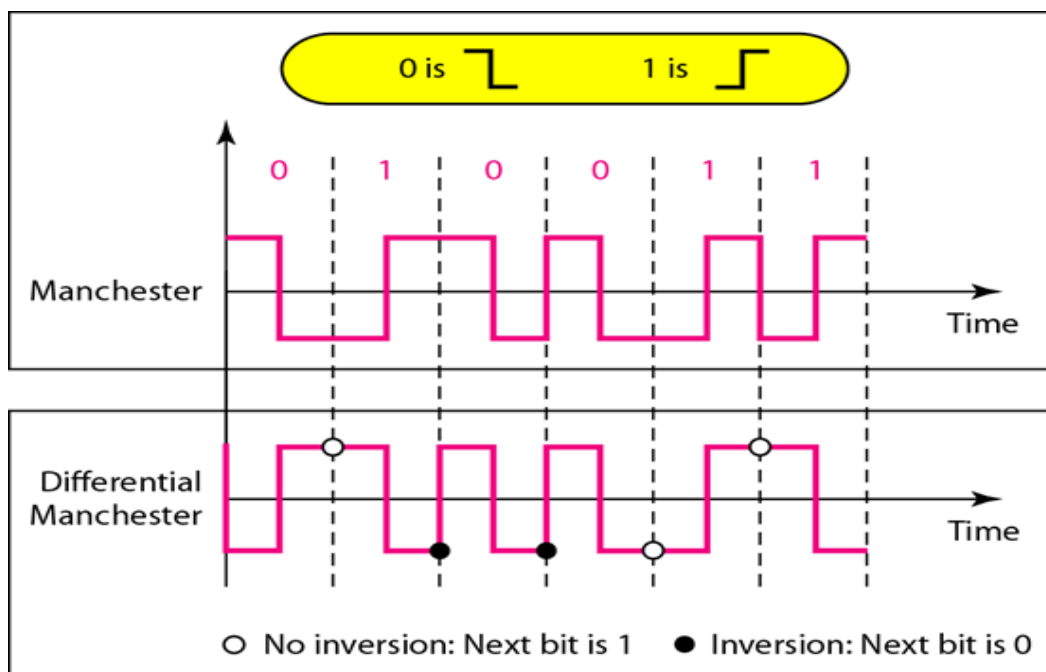 0 is 1 is
0 1 0 0 1 1
Manchester
Time
Differential
Manchester
Time
No inversion: Next bit is 1 Inversion: Next bit is 0